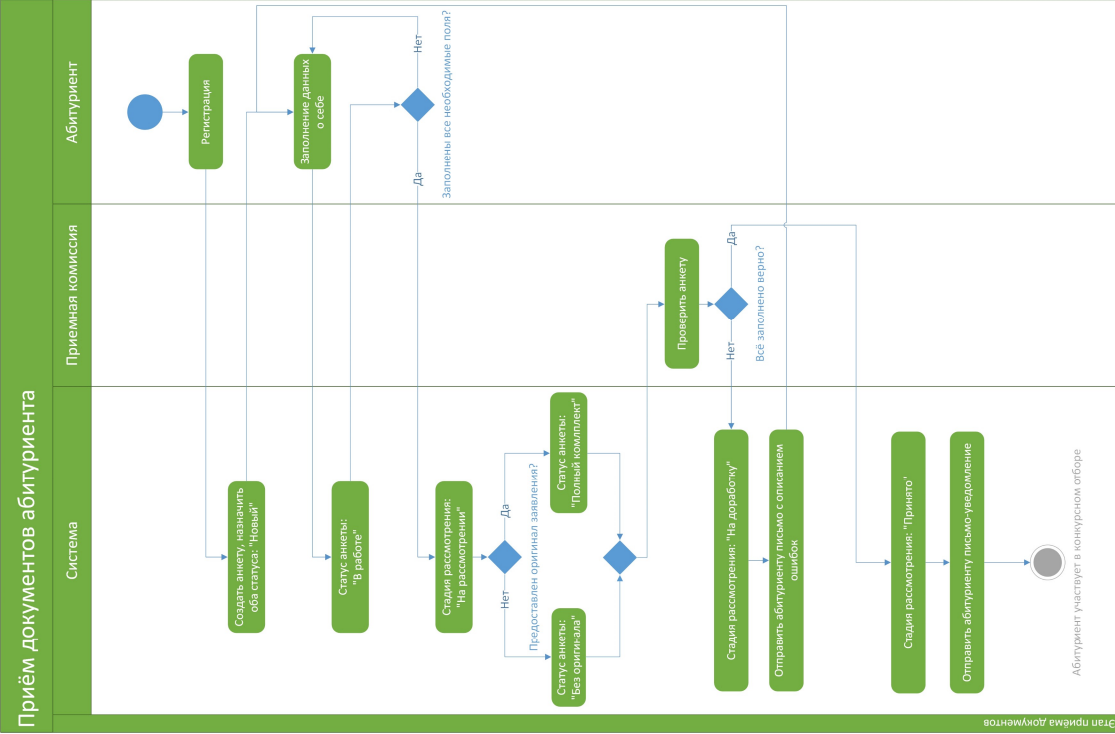 Приём документов абитуриента
Система
Приемная комиссия
Абитуриент
Этап приёма документов
Регистрация
Создать анкету, назначить
оба статуса: "Новый"
Заполнение данных
о себе
Статус анкеты:
"В работе"
Нет
Да
Заполнены все необходимые поля?
Стадия рассмотрения:
"На рассмотрении"
Нет
Да
Предоставлен оригинал заявления?
Статус анкеты:
"Без оригинала"
Статус анкеты:
"Полный комлплект"
Проверить анкету
Нет
Да
Всё заполнено верно?
Стадия рассмотрения: "На доработку"
Отправить абитуриенту письмо с описанием
ошибок
Стадия рассмотрения: "Принято"
Отправить абитуриенту письмо-уведомление
Абитуриент участвует в конкурсном отборе